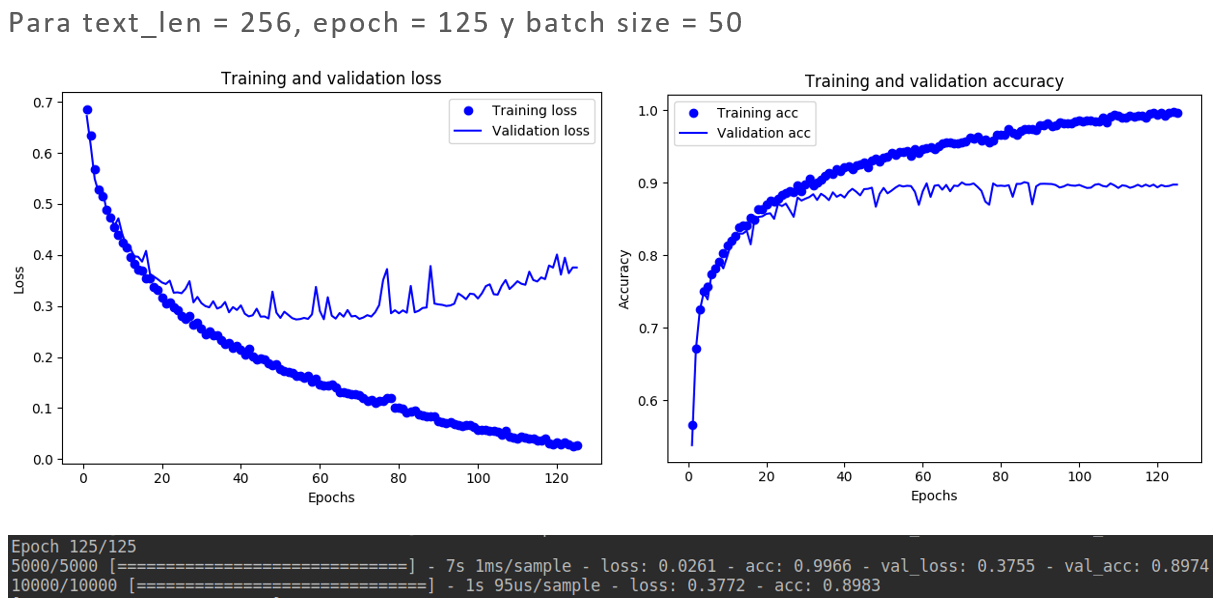 Para text_len = 256, epoch = 125 y batch size = 50
Training and validation loss
Training loss
Validation loss
0.7
0.6
0.5
0.4
0.3
0.2
0.1
0.0
Loss
0 20 40 60 80 100 120
Epochs
Training and validation accuracy
Training acc
Validation acc
1.0
0.9
0.8
0.7
0.6
Accuracy
0 20 40 60 80 100 120
Epochs
Epoch 125/125
5000/5000 [==============================] - 7s 1ms/sample - loss: 0.0261 - acc: 0.9966 - val_loss: 0.3755 - val_acc: 0.8974
10000/10000 [==============================] - 1s 95us/sample - loss: 0.3772 - acc: 0.8983